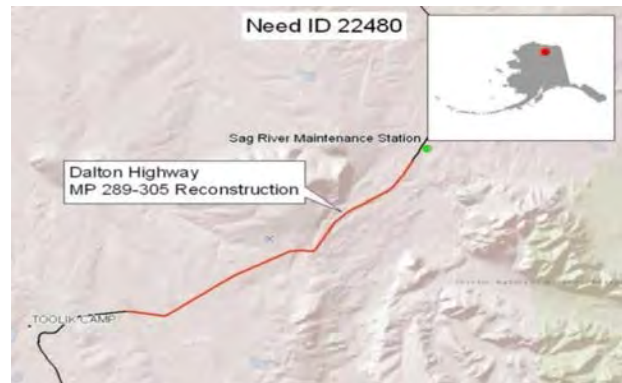 Need ID 22480
Sag River Maintenance Station
Dalton Highway
MP 289-305 Reconstruction
TOOLIK CAMP